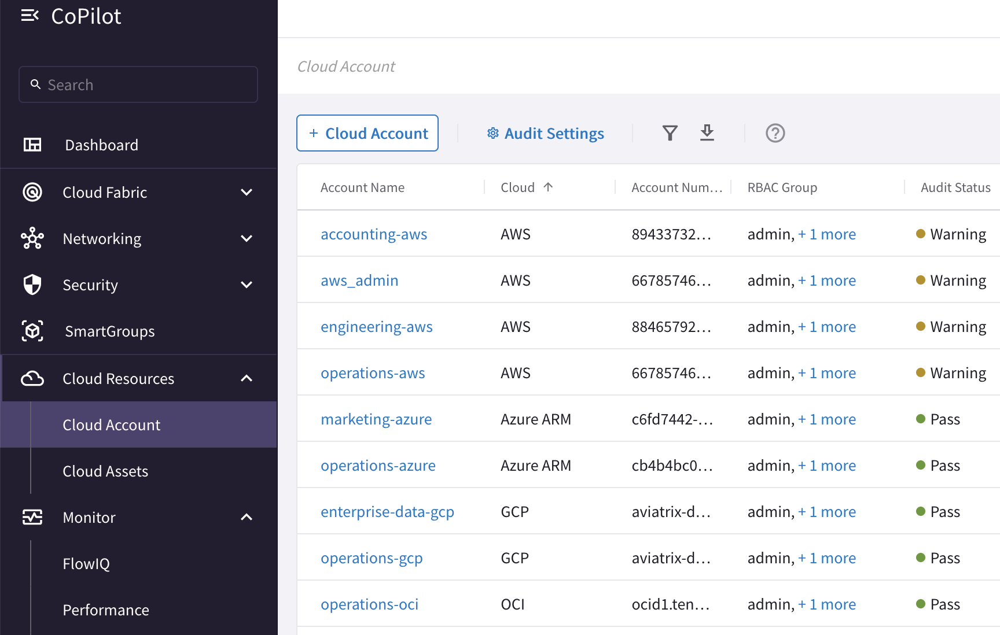 CoPilot
Search
Dashboard
Cloud Fabric
Networking
Security
SmartGroups
Cloud Resources
Cloud Account
Cloud Assets
Monitor
FlowIQ
Performance
Cloud Account
+ Cloud Account Audit Settings
Account Name Cloud Account Num... RBAC Group Audit Status
accounting-aws AWS 89433732... admin, + 1 more Warning
aws_admin AWS 66785746... admin, + 1 more Warning
engineering-aws AWS 88465792... admin, + 1 more Warning
operations-aws AWS 66785746... admin, + 1 more Warning
marketing-azure Azure ARM c6fd7442-... admin, + 1 more Pass
operations-azure Azure ARM cb4b4bc0... admin, + 1 more Pass
enterprise-data-gcp GCP aviatrix-d... admin, + 1 more Pass
operations-gcp GCP aviatrix-d... admin, + 1 more Pass
operations-oci OCI ocid1.ten... admin, + 1 more Pass